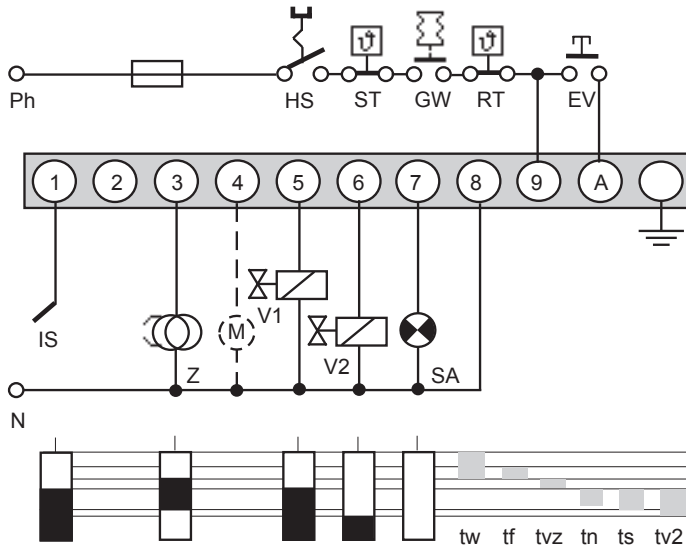 ϑ ϑ
Ph HS ST GW RT EV
1 2 3 4 5 6 7 8 9 A
IS Z M V1 V2 SA
N
tw tf tvz tn ts tv2